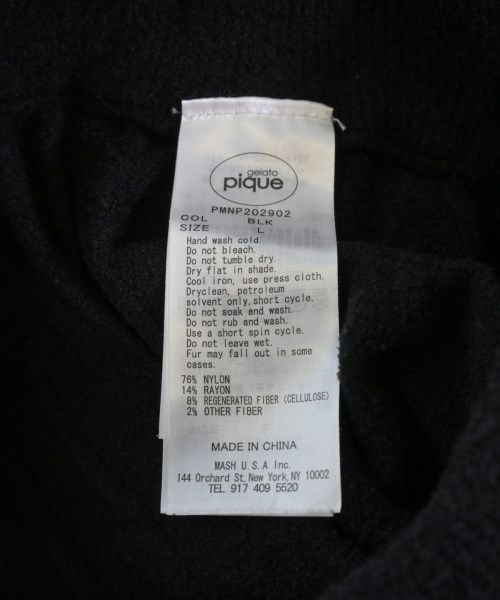 gelato
pique
PMNP202902
COL BLK
SIZE L
Hand wash cold.
Do not bleach.
Do not tumble dry.
Dry flat in shade.
Cool iron, use press cloth.
Dryclean, petroleum
solvent only,short cycle.
Do not soak and wash.
Do not rub and wash.
Use a short spin cycle.
Do not leave wet.
Fur may fall out in some
cases.
76% NYLON
14% RAYON
8% REGENERATED FIBER (CELLULOSE)
2% OTHER FIBER
MADE IN CHINA
MASH U.S.A Inc.
144 Orchard St, New York, NY 10002
TEL 917 409 5520